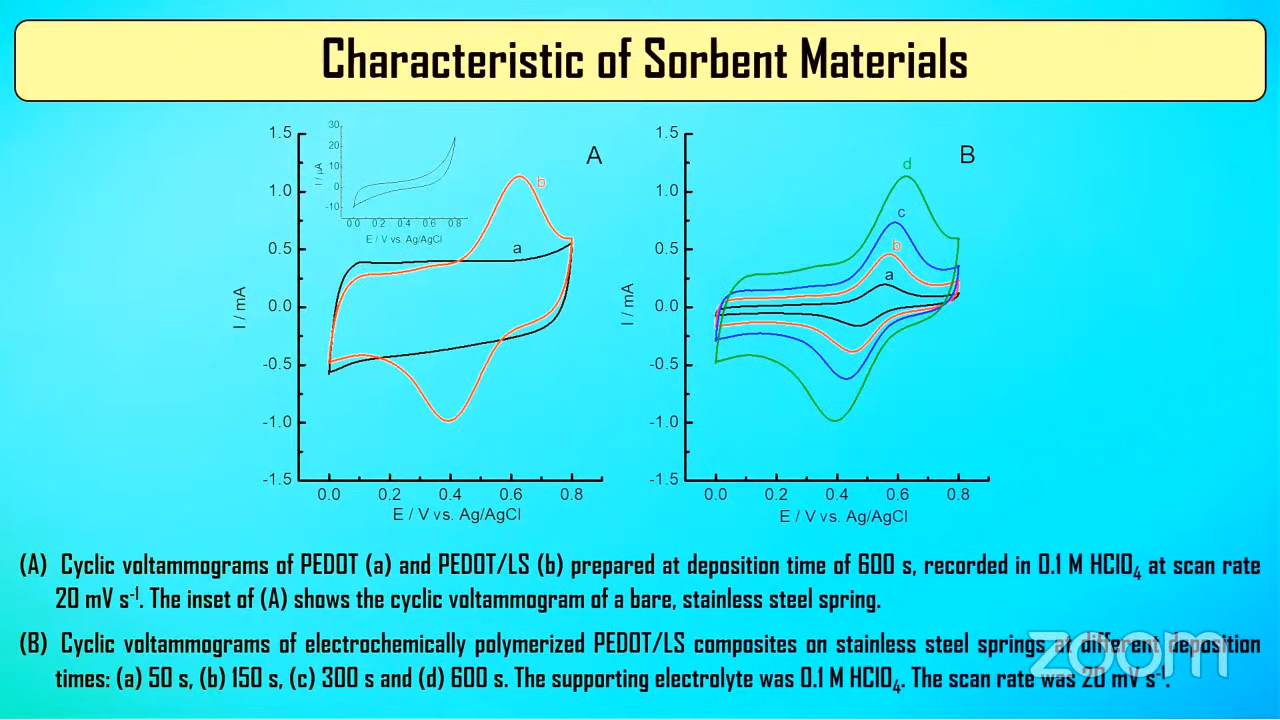 Characteristic of Sorbent Materials
1.5
1.0
0.5
0.0
-0.5
-1.0
-1.5
I / mA
0.0 0.2 0.4 0.6 0.8
E / V vs. Ag/AgCl
A
a
b
30
20
10
0
-10
I / µA
0.0 0.2 0.4 0.6 0.8
E / V vs. Ag/AgCl
1.5
1.0
0.5
0.0
-0.5
-1.0
-1.5
I / mA
0.0 0.2 0.4 0.6 0.8
E / V vs. Ag/AgCl
B
d
c
b
a
(A) Cyclic voltammograms of PEDOT (a) and PEDOT/LS (b) prepared at deposition time of 600 s, recorded in 0.1 M HClO₄ at scan rate
20 mV s⁻¹. The inset of (A) shows the cyclic voltammogram of a bare, stainless steel spring.
(B) Cyclic voltammograms of electrochemically polymerized PEDOT/LS composites on stainless steel springs at different deposition
times: (a) 50 s, (b) 150 s, (c) 300 s and (d) 600 s. The supporting electrolyte was 0.1 M HClO₄. The scan rate was 20 mV s⁻¹.
zoom